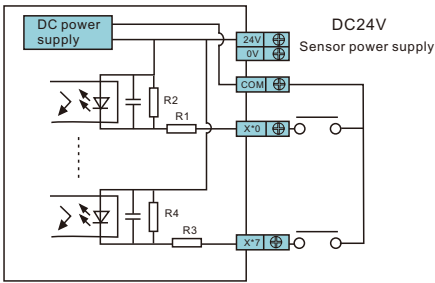 DC power
supply
24V
0V
DC24V
Sensor power supply
COM
R2
R1
X*0
R4
R3
X*7